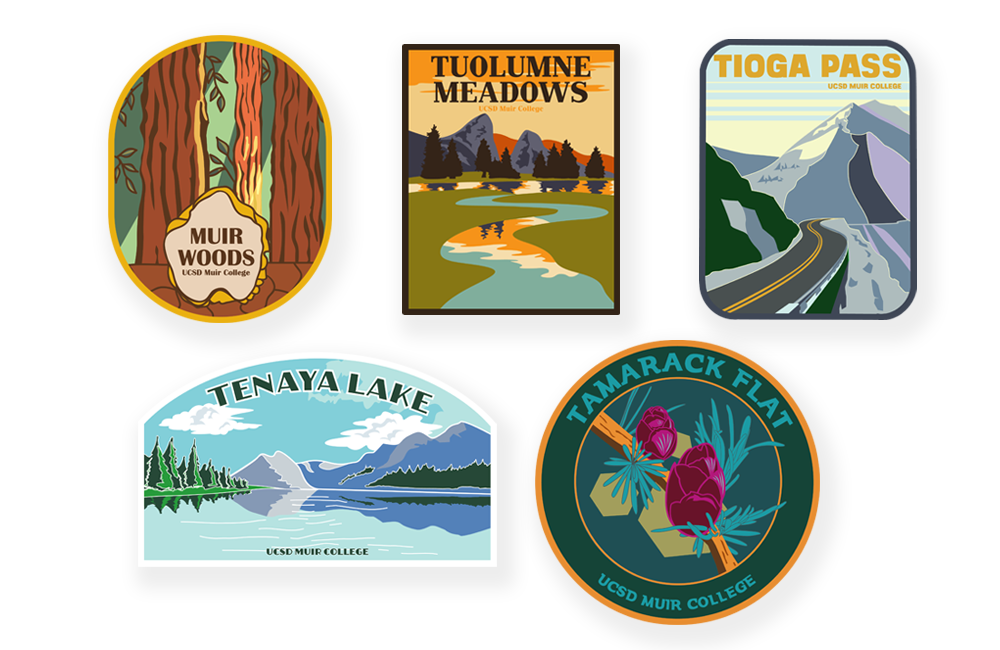 MUIR
WOODS
UCSD Muir College
TUOLUMNE
MEADOWS
UCSD Muir College
TIOGA PASS
UCSD MUIR COLLEGE
TENAYA LAKE
UCSD MUIR COLLEGE
TAMARACK FLAT
UCSD MUIR COLLEGE